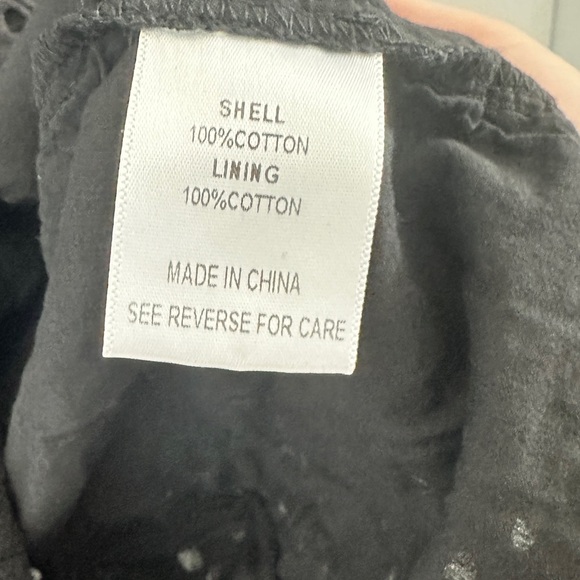 SHELL
100%COTTON
LINING
100%COTTON
MADE IN CHINA
SEE REVERSE FOR CARE